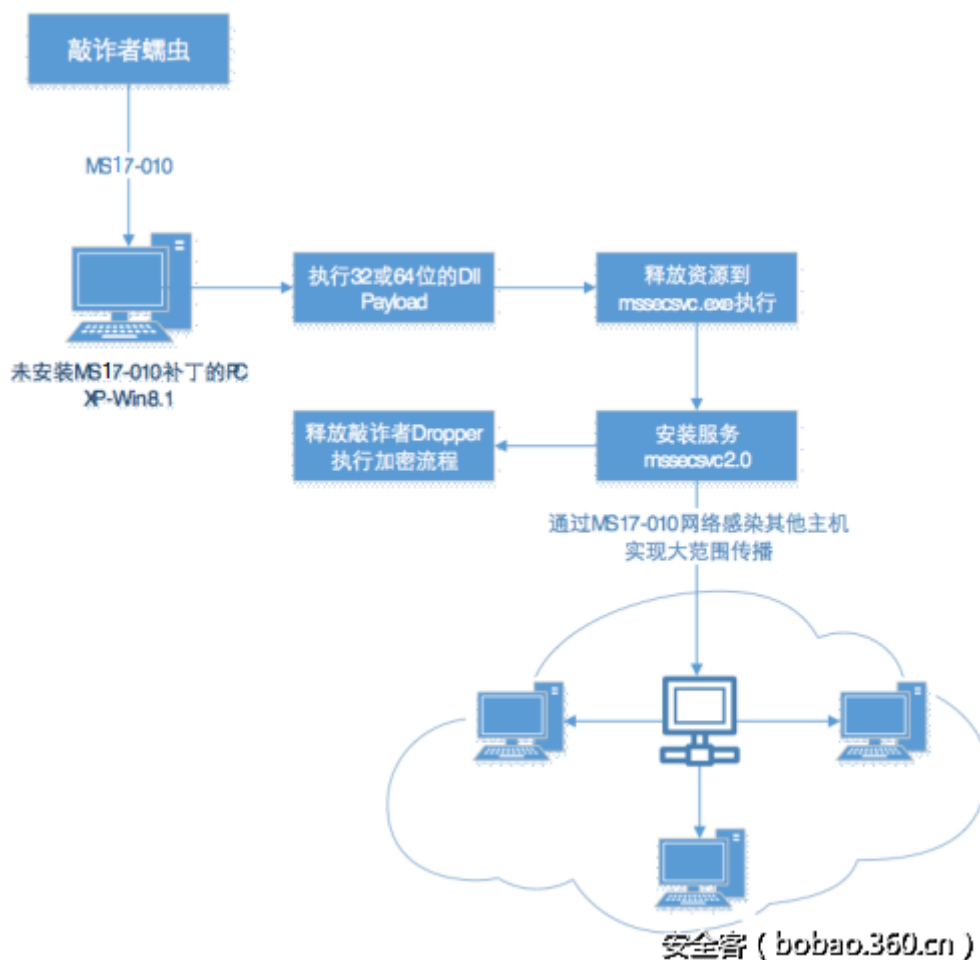 敲诈者蠕虫
MS17-010
执行32或64位的Dll
Payload
释放资源到
mssecsvc.exe执行
未安装MS17-010补丁的PC
XP-Win8.1
释放敲诈者Dropper
执行加密流程
安装服务
mssecsvc2.0
通过MS17-010网络感染其他主机
实现大范围传播
安全客（bobao.360.cn）